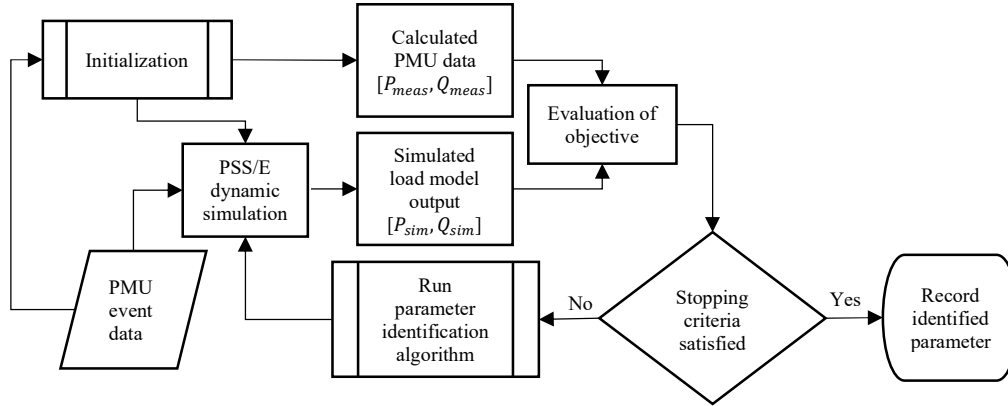 Initialization
Calculated
PMU data
[P_meas, Q_meas]
Evaluation of
objective
PSS/E
dynamic
simulation
Simulated
load model
output
[P_sim, Q_sim]
PMU
event
data
Run
parameter
identification
algorithm
No
Stopping
criteria
satisfied
Yes
Record
identified
parameter